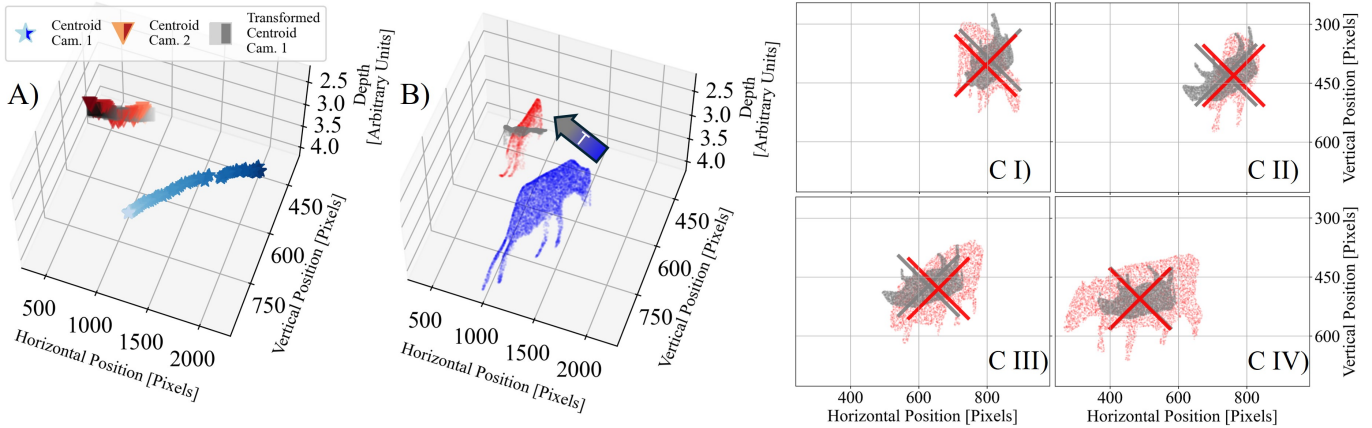 Centroid
Cam. 1
Centroid
Cam. 2
Transformed
Centroid
Cam. 1
A)
2.5
3.0
3.5
4.0
Depth
[Arbitrary Units]
450
600
750
Vertical Position [Pixels]
500
1000
1500
2000
Horizontal Position [Pixels]
B)
T
2.5
3.0
3.5
4.0
Depth
[Arbitrary Units]
450
600
750
Vertical Position [Pixels]
500
1000
1500
2000
Horizontal Position [Pixels]
C I)
C II)
300
450
600
Vertical Position [Pixels]
C III)
C IV)
300
450
600
Vertical Position [Pixels]
400
600
800
Horizontal Position [Pixels]
400
600
800
Horizontal Position [Pixels]